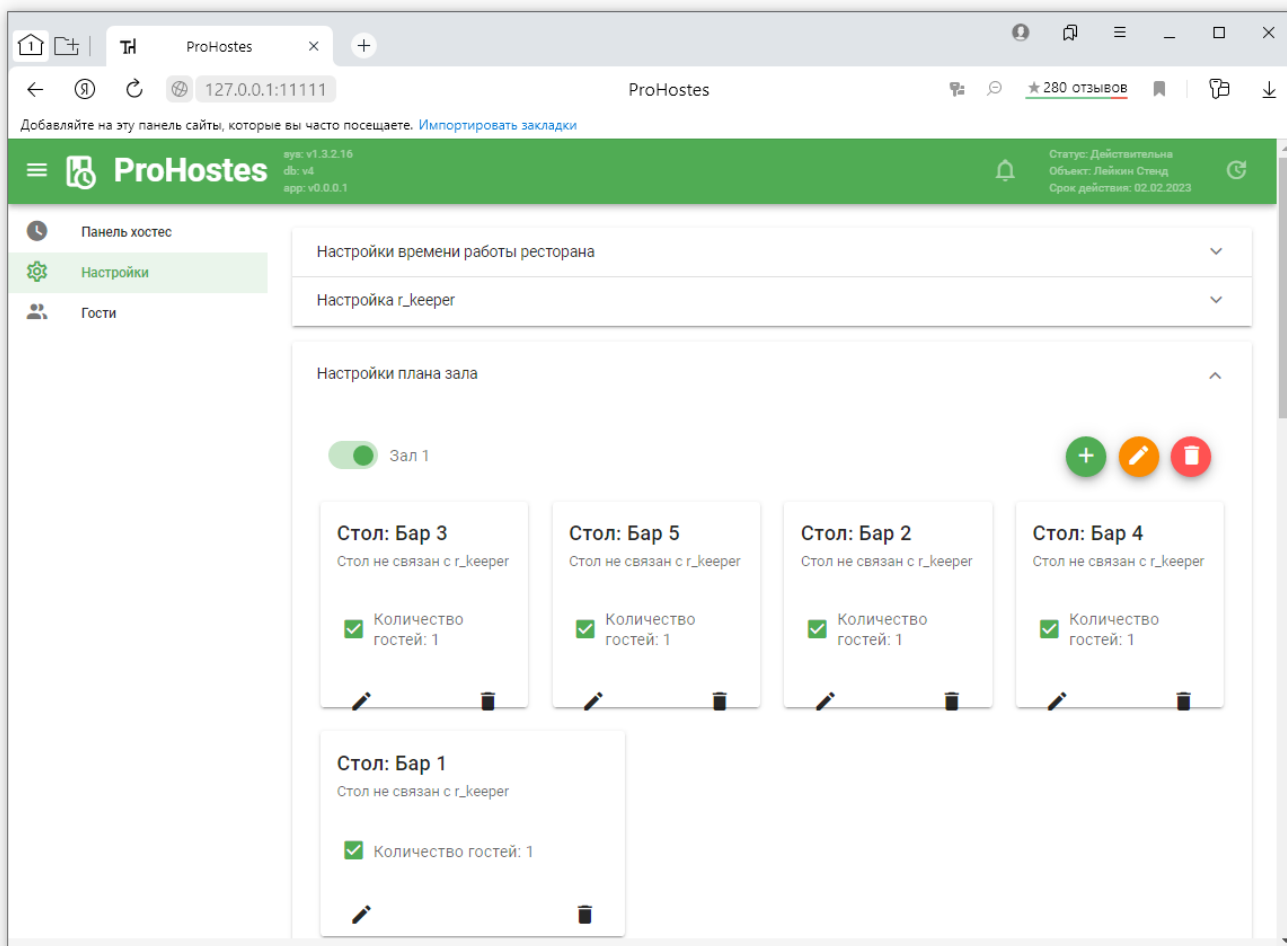 1
TH ProHostes
Я 127.0.0.1:11111 ProHostes ★ 280 отзывов
Добавляйте на эту панель сайты, которые вы часто посещаете. Импортировать закладки
ProHostes
sys: v1.3.2.16
db: v4
app: v0.0.0.1
Статус: Действительна
Объект: Лейкин Стенд
Срок действия: 02.02.2023
Панель хостес
Настройки
Гости
Настройки времени работы ресторана
Настройка r_keeper
Настройки плана зала
Зал 1
Стол: Бар 3
Стол не связан с r_keeper
Количество
гостей: 1
Стол: Бар 5
Стол не связан с r_keeper
Количество
гостей: 1
Стол: Бар 2
Стол не связан с r_keeper
Количество
гостей: 1
Стол: Бар 4
Стол не связан с r_keeper
Количество
гостей: 1
Стол: Бар 1
Стол не связан с r_keeper
Количество гостей: 1